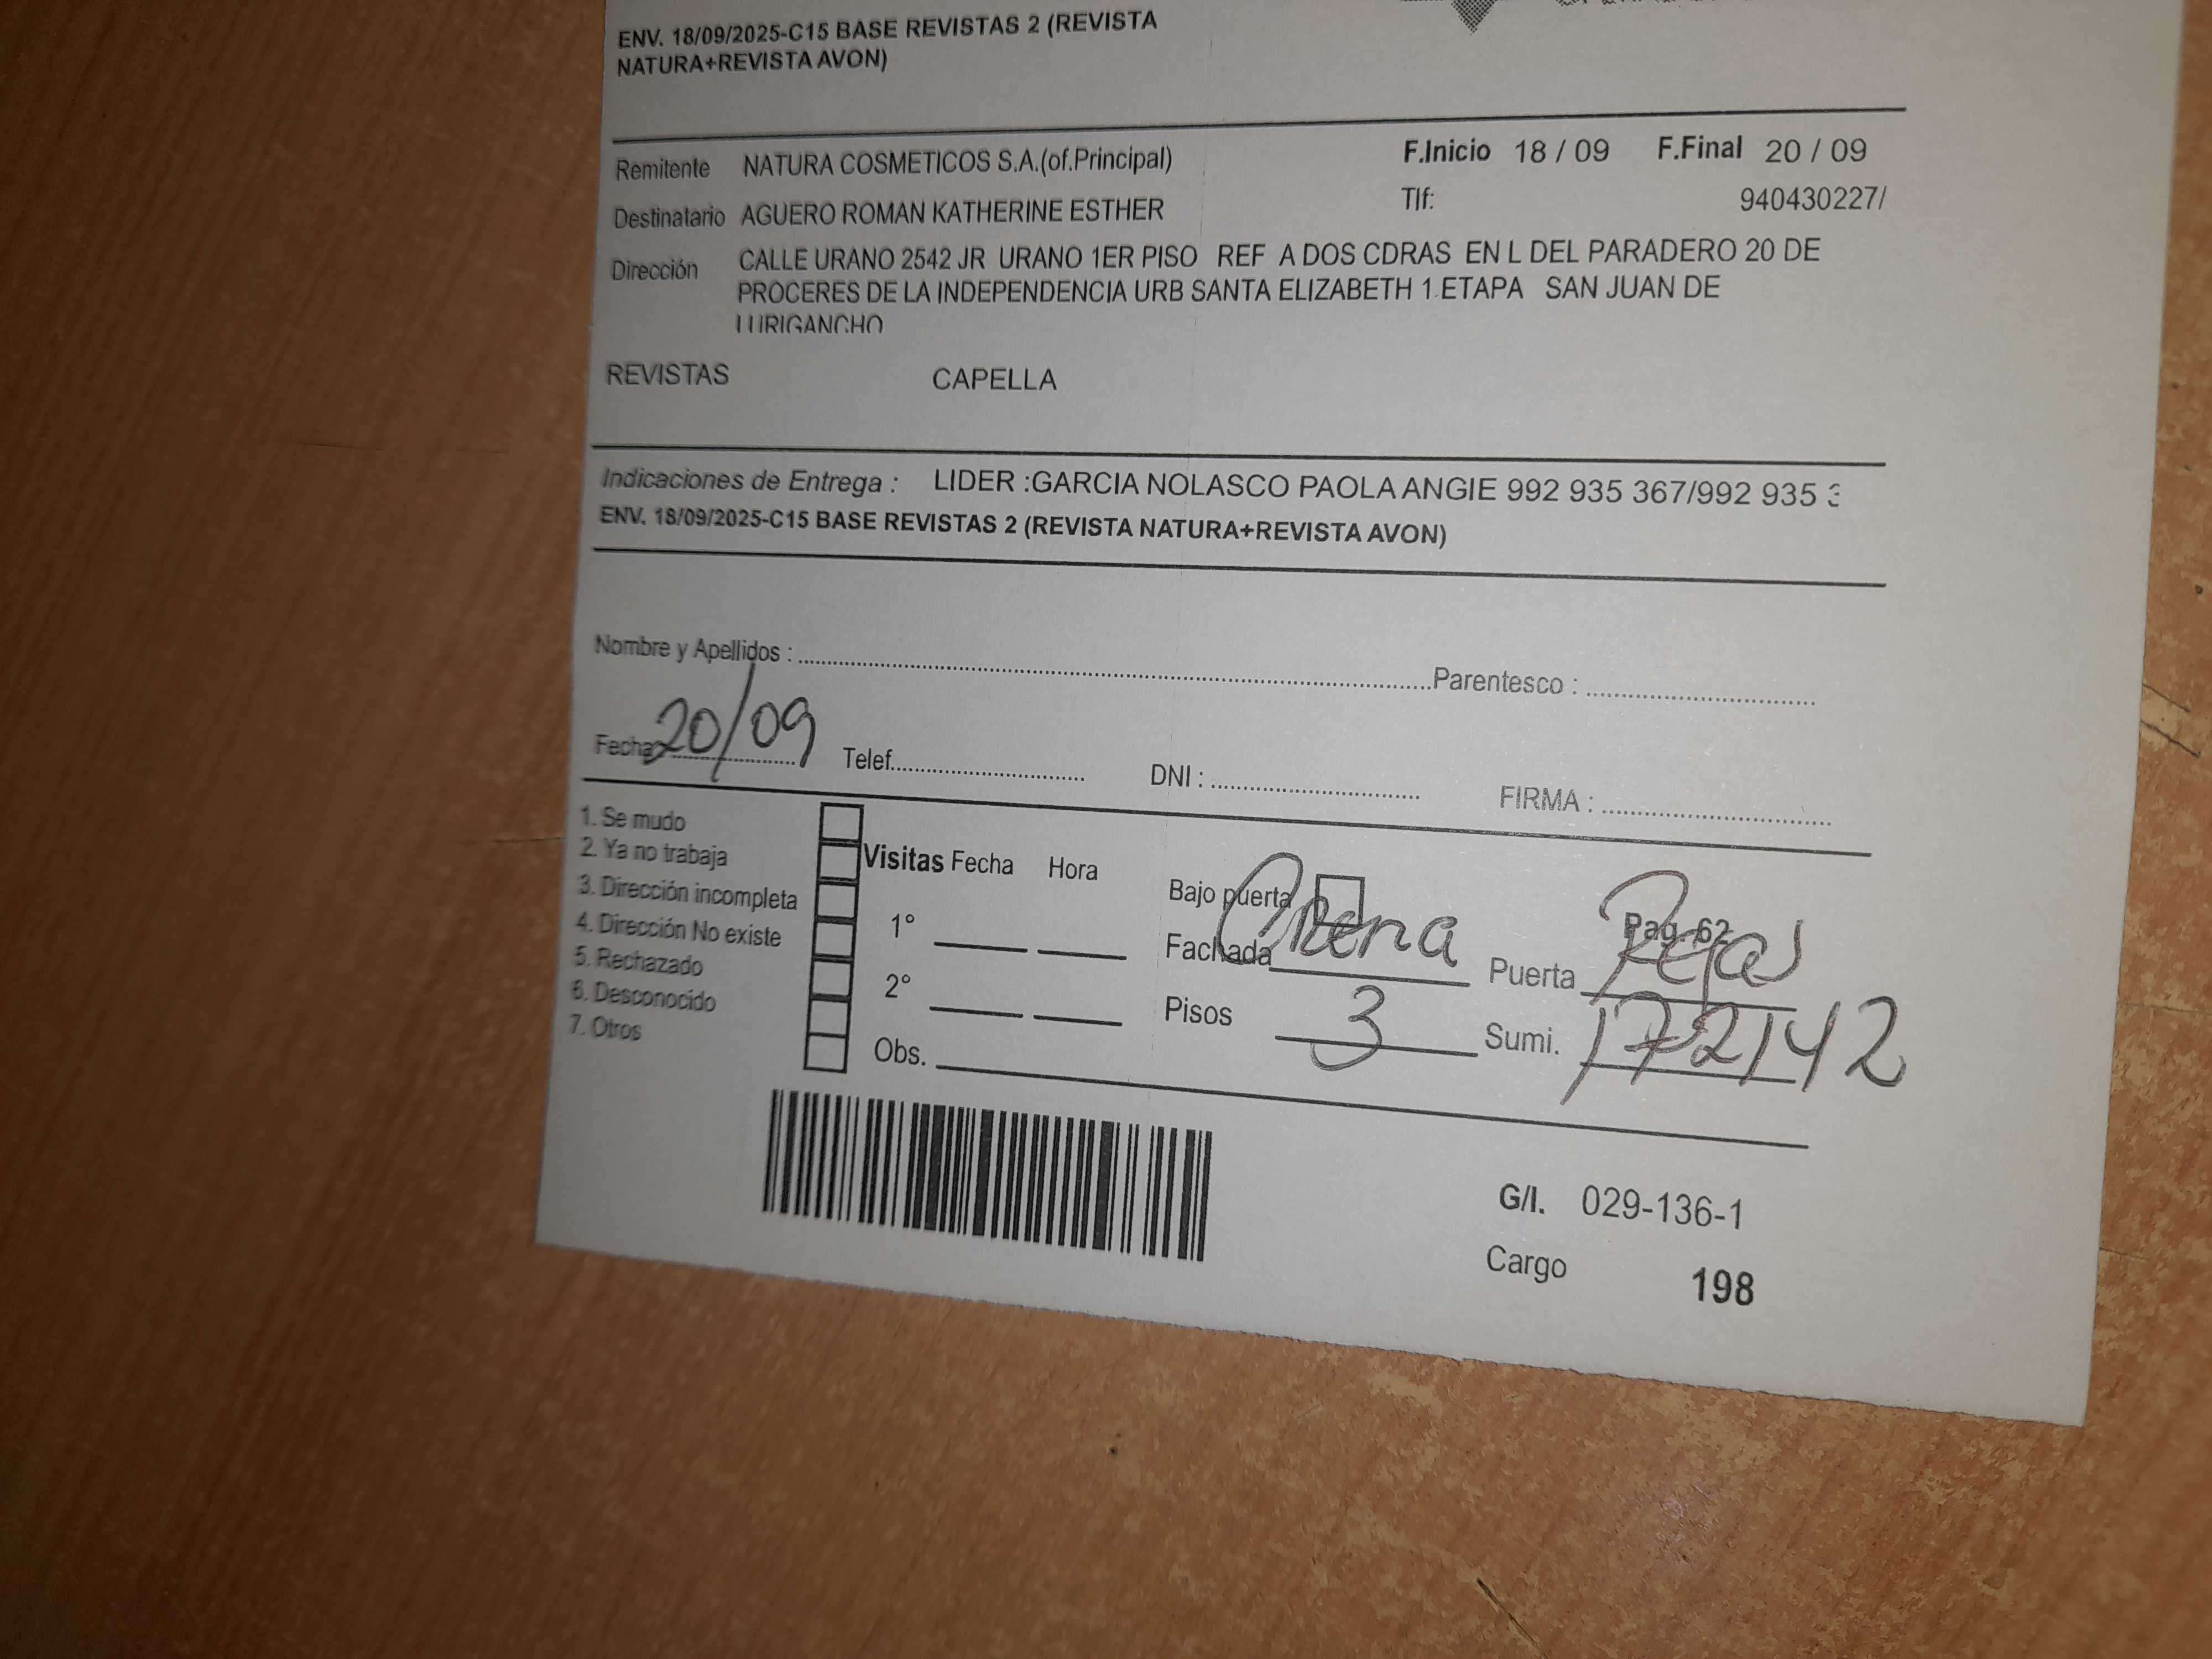 ENV. 18/09/2025-C15 BASE REVISTAS 2 (REVISTA
NATURA+REVISTA AVON)
Remitente NATURA COSMETICOS S.A.(of.Principal) F.Inicio 18 / 09 F.Final 20 / 09
Destinatario AGUERO ROMAN KATHERINE ESTHER Tlf: 940430227/
Dirección CALLE URANO 2542 JR URANO 1ER PISO REF A DOS CDRAS EN L DEL PARADERO 20 DE
PROCERES DE LA INDEPENDENCIA URB SANTA ELIZABETH 1 ETAPA SAN JUAN DE
LURIGANCHO
REVISTAS CAPELLA
Indicaciones de Entrega : LIDER :GARCIA NOLASCO PAOLA ANGIE 992 935 367/992 935 3
ENV. 18/09/2025-C15 BASE REVISTAS 2 (REVISTA NATURA+REVISTA AVON)
Nombre y Apellidos : Parentesco :
Fecha 20/09 Telef. DNI : FIRMA :
1. Se mudo
2. Ya no trabaja
3. Dirección incompleta
4. Dirección No existe
5. Rechazado
6. Desconocido
7. Otros
Visitas Fecha Hora
1°
2°
Obs.
Bajo puerta Pag. 62
Fachada Puerta Rejas
Pisos 3 Sumi. 172142
G/I. 029-136-1
Cargo 198